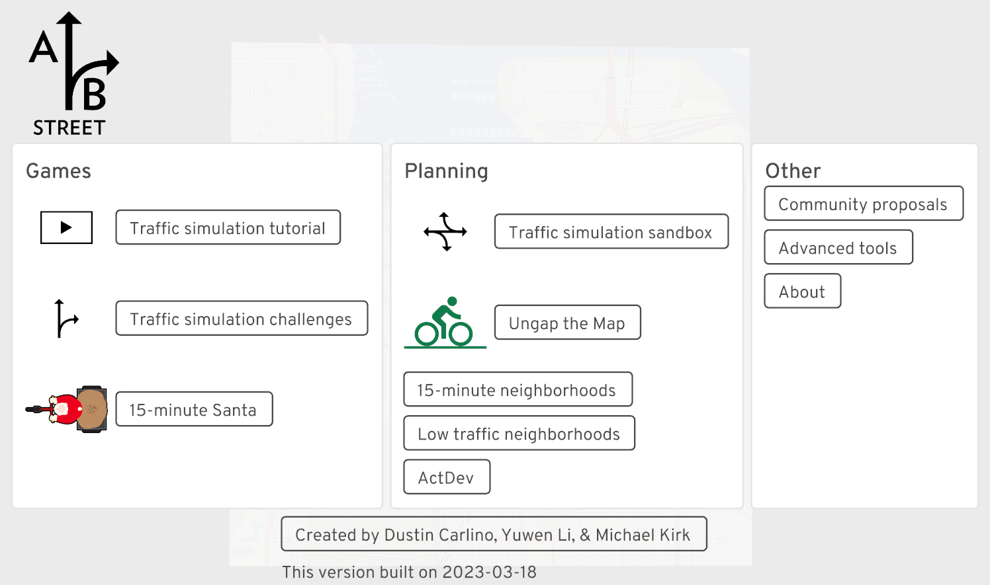 A
B
STREET
Games
Traffic simulation tutorial
Traffic simulation challenges
15-minute Santa
Planning
Traffic simulation sandbox
Ungap the Map
15-minute neighborhoods
Low traffic neighborhoods
ActDev
Other
Community proposals
Advanced tools
About
Created by Dustin Carlino, Yuwen Li, & Michael Kirk
This version built on 2023-03-18